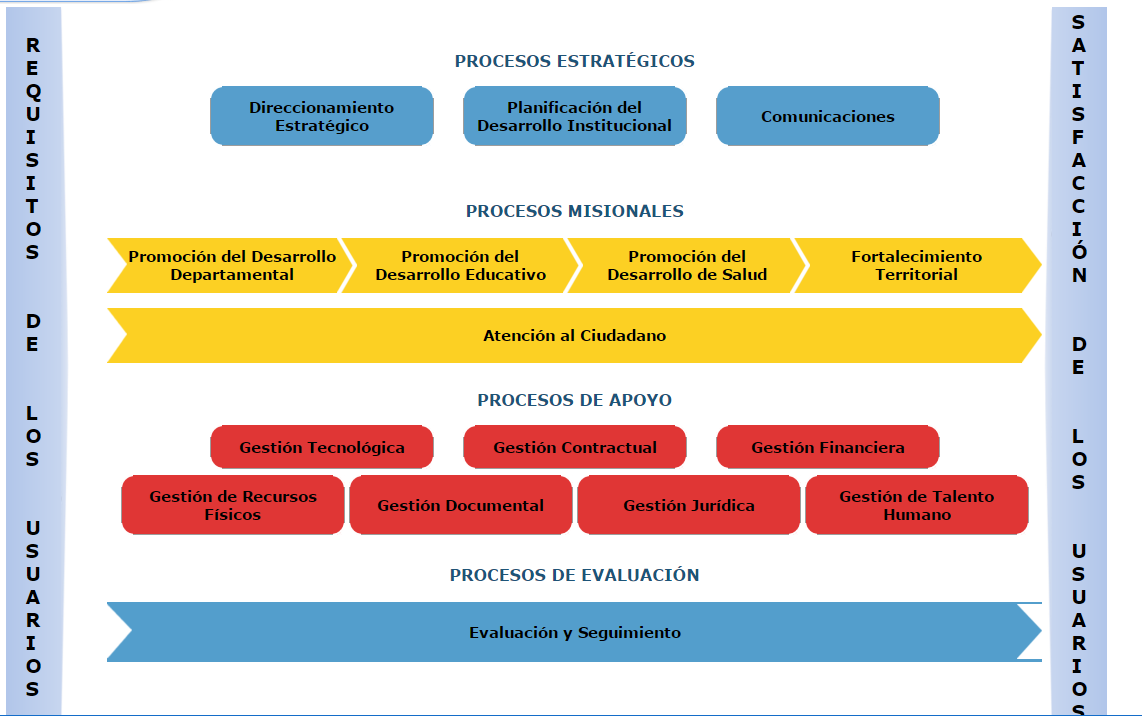 REQUISITOS DE LOS USUARIOS
PROCESOS ESTRATÉGICOS
Direccionamiento
Estratégico
Planificación del
Desarrollo Institucional
Comunicaciones
PROCESOS MISIONALES
Promoción del Desarrollo
Departamental
Promoción del
Desarrollo Educativo
Promoción del
Desarrollo de Salud
Fortalecimiento
Territorial
Atención al Ciudadano
PROCESOS DE APOYO
Gestión Tecnológica
Gestión Contractual
Gestión Financiera
Gestión de Recursos
Físicos
Gestión Documental
Gestión Jurídica
Gestión de Talento
Humano
PROCESOS DE EVALUACIÓN
Evaluación y Seguimiento
SATISFACCIÓN DE LOS USUARIOS